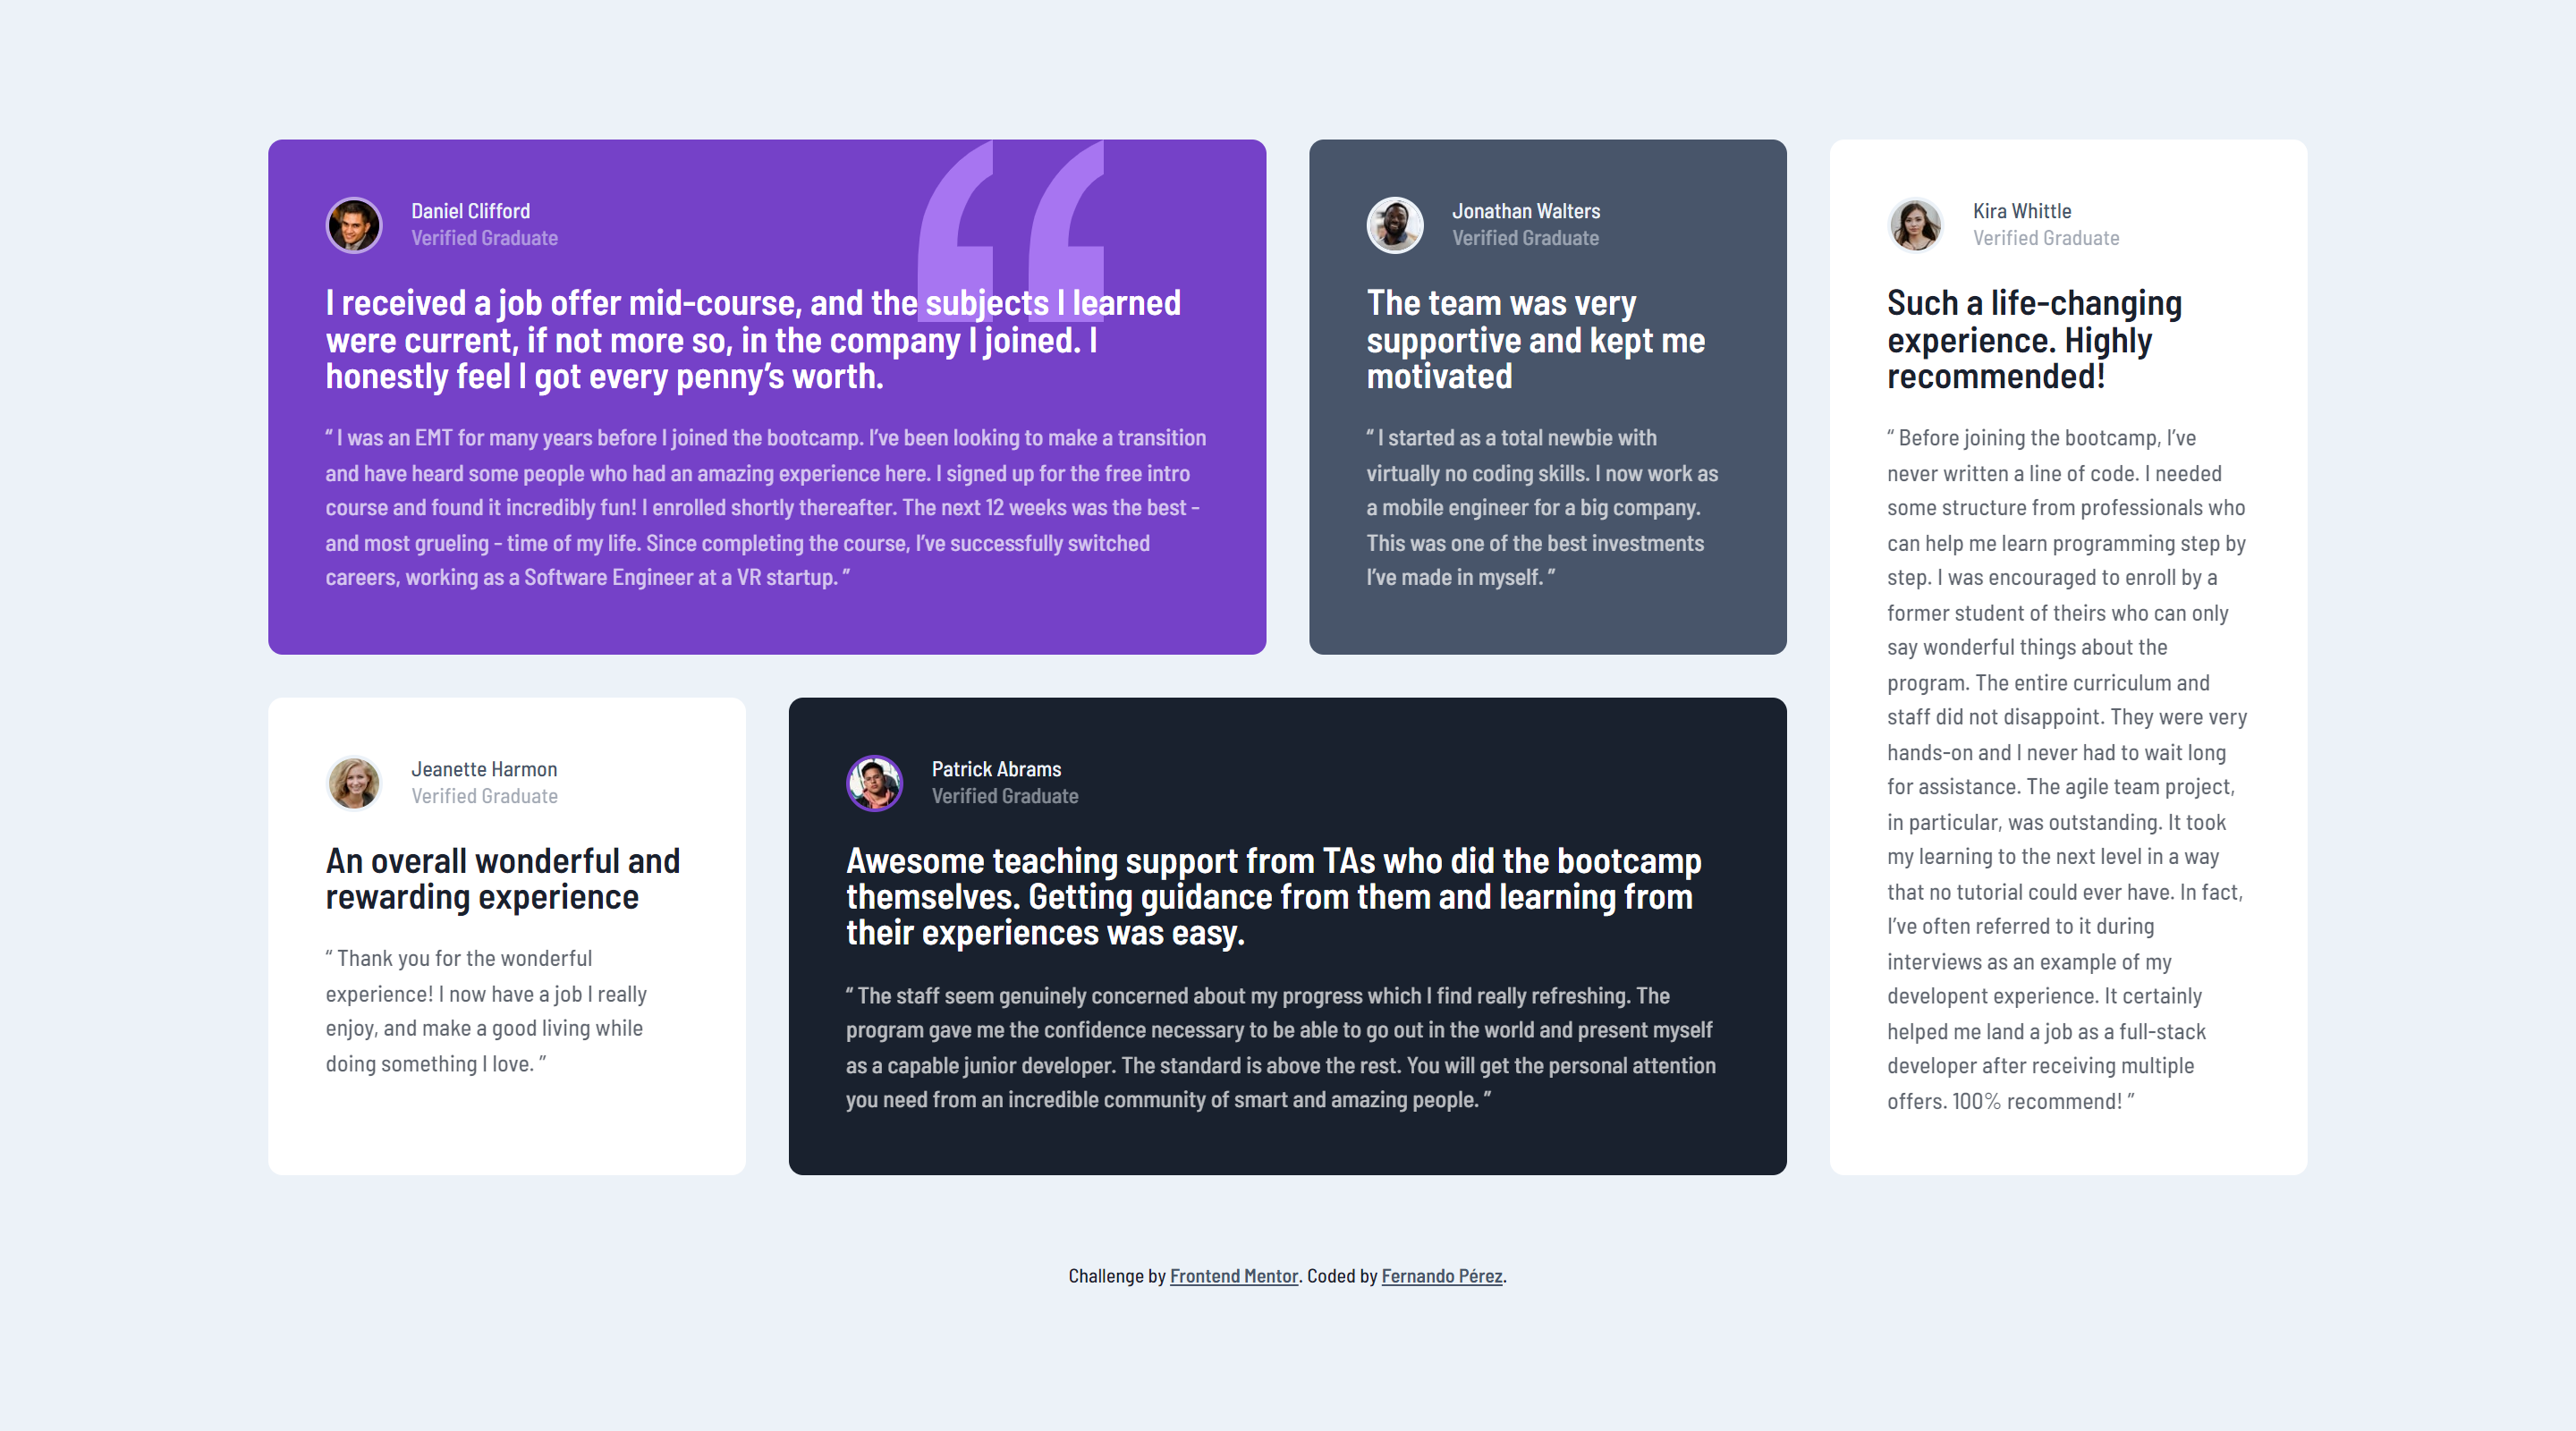 Daniel Clifford
Verified Graduate
I received a job offer mid-course, and the subjects I learned
were current, if not more so, in the company I joined. I
honestly feel I got every penny’s worth.
“ I was an EMT for many years before I joined the bootcamp. I’ve been looking to make a transition
and have heard some people who had an amazing experience here. I signed up for the free intro
course and found it incredibly fun! I enrolled shortly thereafter. The next 12 weeks was the best -
and most grueling - time of my life. Since completing the course, I’ve successfully switched
careers, working as a Software Engineer at a VR startup. ”
Jonathan Walters
Verified Graduate
The team was very
supportive and kept me
motivated
“ I started as a total newbie with
virtually no coding skills. I now work as
a mobile engineer for a big company.
This was one of the best investments
I’ve made in myself. ”
Kira Whittle
Verified Graduate
Such a life-changing
experience. Highly
recommended!
“ Before joining the bootcamp, I’ve
never written a line of code. I needed
some structure from professionals who
can help me learn programming step by
step. I was encouraged to enroll by a
former student of theirs who can only
say wonderful things about the
program. The entire curriculum and
staff did not disappoint. They were very
hands-on and I never had to wait long
for assistance. The agile team project,
in particular, was outstanding. It took
my learning to the next level in a way
that no tutorial could ever have. In fact,
I’ve often referred to it during
interviews as an example of my
developent experience. It certainly
helped me land a job as a full-stack
developer after receiving multiple
offers. 100% recommend! ”
Jeanette Harmon
Verified Graduate
An overall wonderful and
rewarding experience
“ Thank you for the wonderful
experience! I now have a job I really
enjoy, and make a good living while
doing something I love. ”
Patrick Abrams
Verified Graduate
Awesome teaching support from TAs who did the bootcamp
themselves. Getting guidance from them and learning from
their experiences was easy.
“ The staff seem genuinely concerned about my progress which I find really refreshing. The
program gave me the confidence necessary to be able to go out in the world and present myself
as a capable junior developer. The standard is above the rest. You will get the personal attention
you need from an incredible community of smart and amazing people. ”
Challenge by Frontend Mentor. Coded by Fernando Pérez.